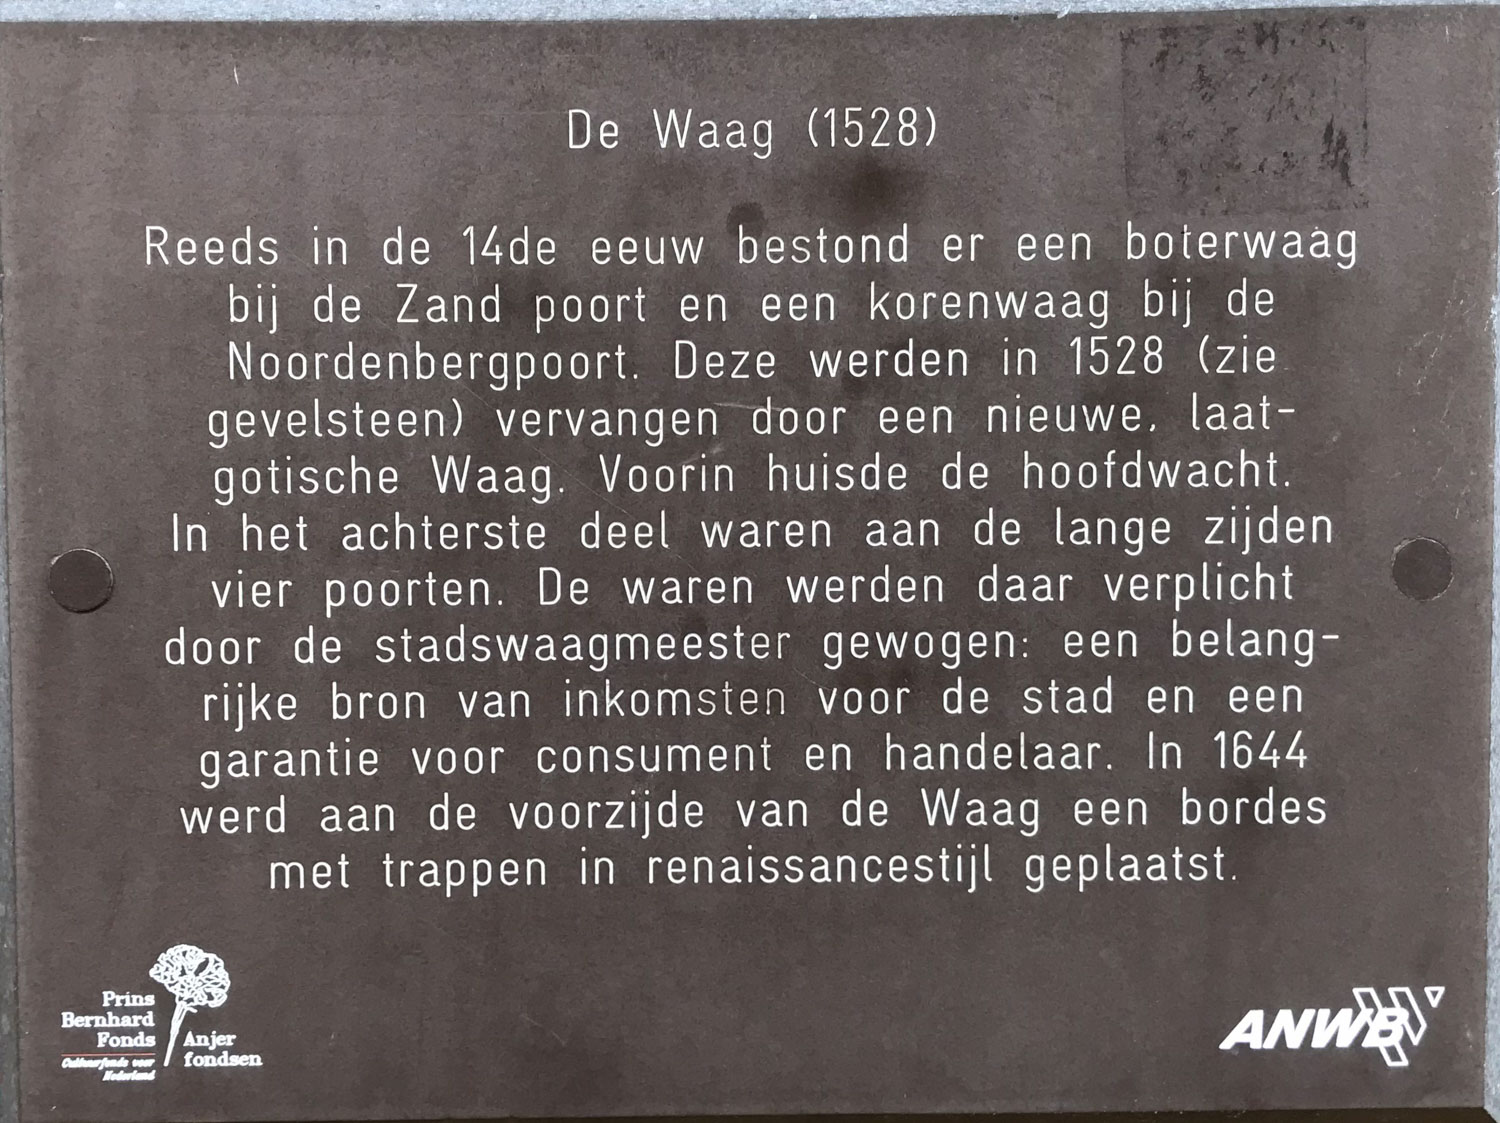 De Waag (1528)
Reeds in de 14de eeuw bestond er een boterwaag
bij de Zand poort en een korenwaag bij de
Noordenbergpoort. Deze werden in 1528 (zie
gevelsteen) vervangen door een nieuwe, laat-
gotische Waag. Voorin huisde de hoofdwacht.
In het achterste deel waren aan de lange zijden
vier poorten. De waren werden daar verplicht
door de stadswaagmeester gewogen: een belang-
rijke bron van inkomsten voor de stad en een
garantie voor consument en handelaar. In 1644
werd aan de voorzijde van de Waag een bordes
met trappen in renaissancestijl geplaatst.
Prins
Bernhard
Fonds
Cultuurfonds voor
Nederland
Anjer
fondsen
ANWB